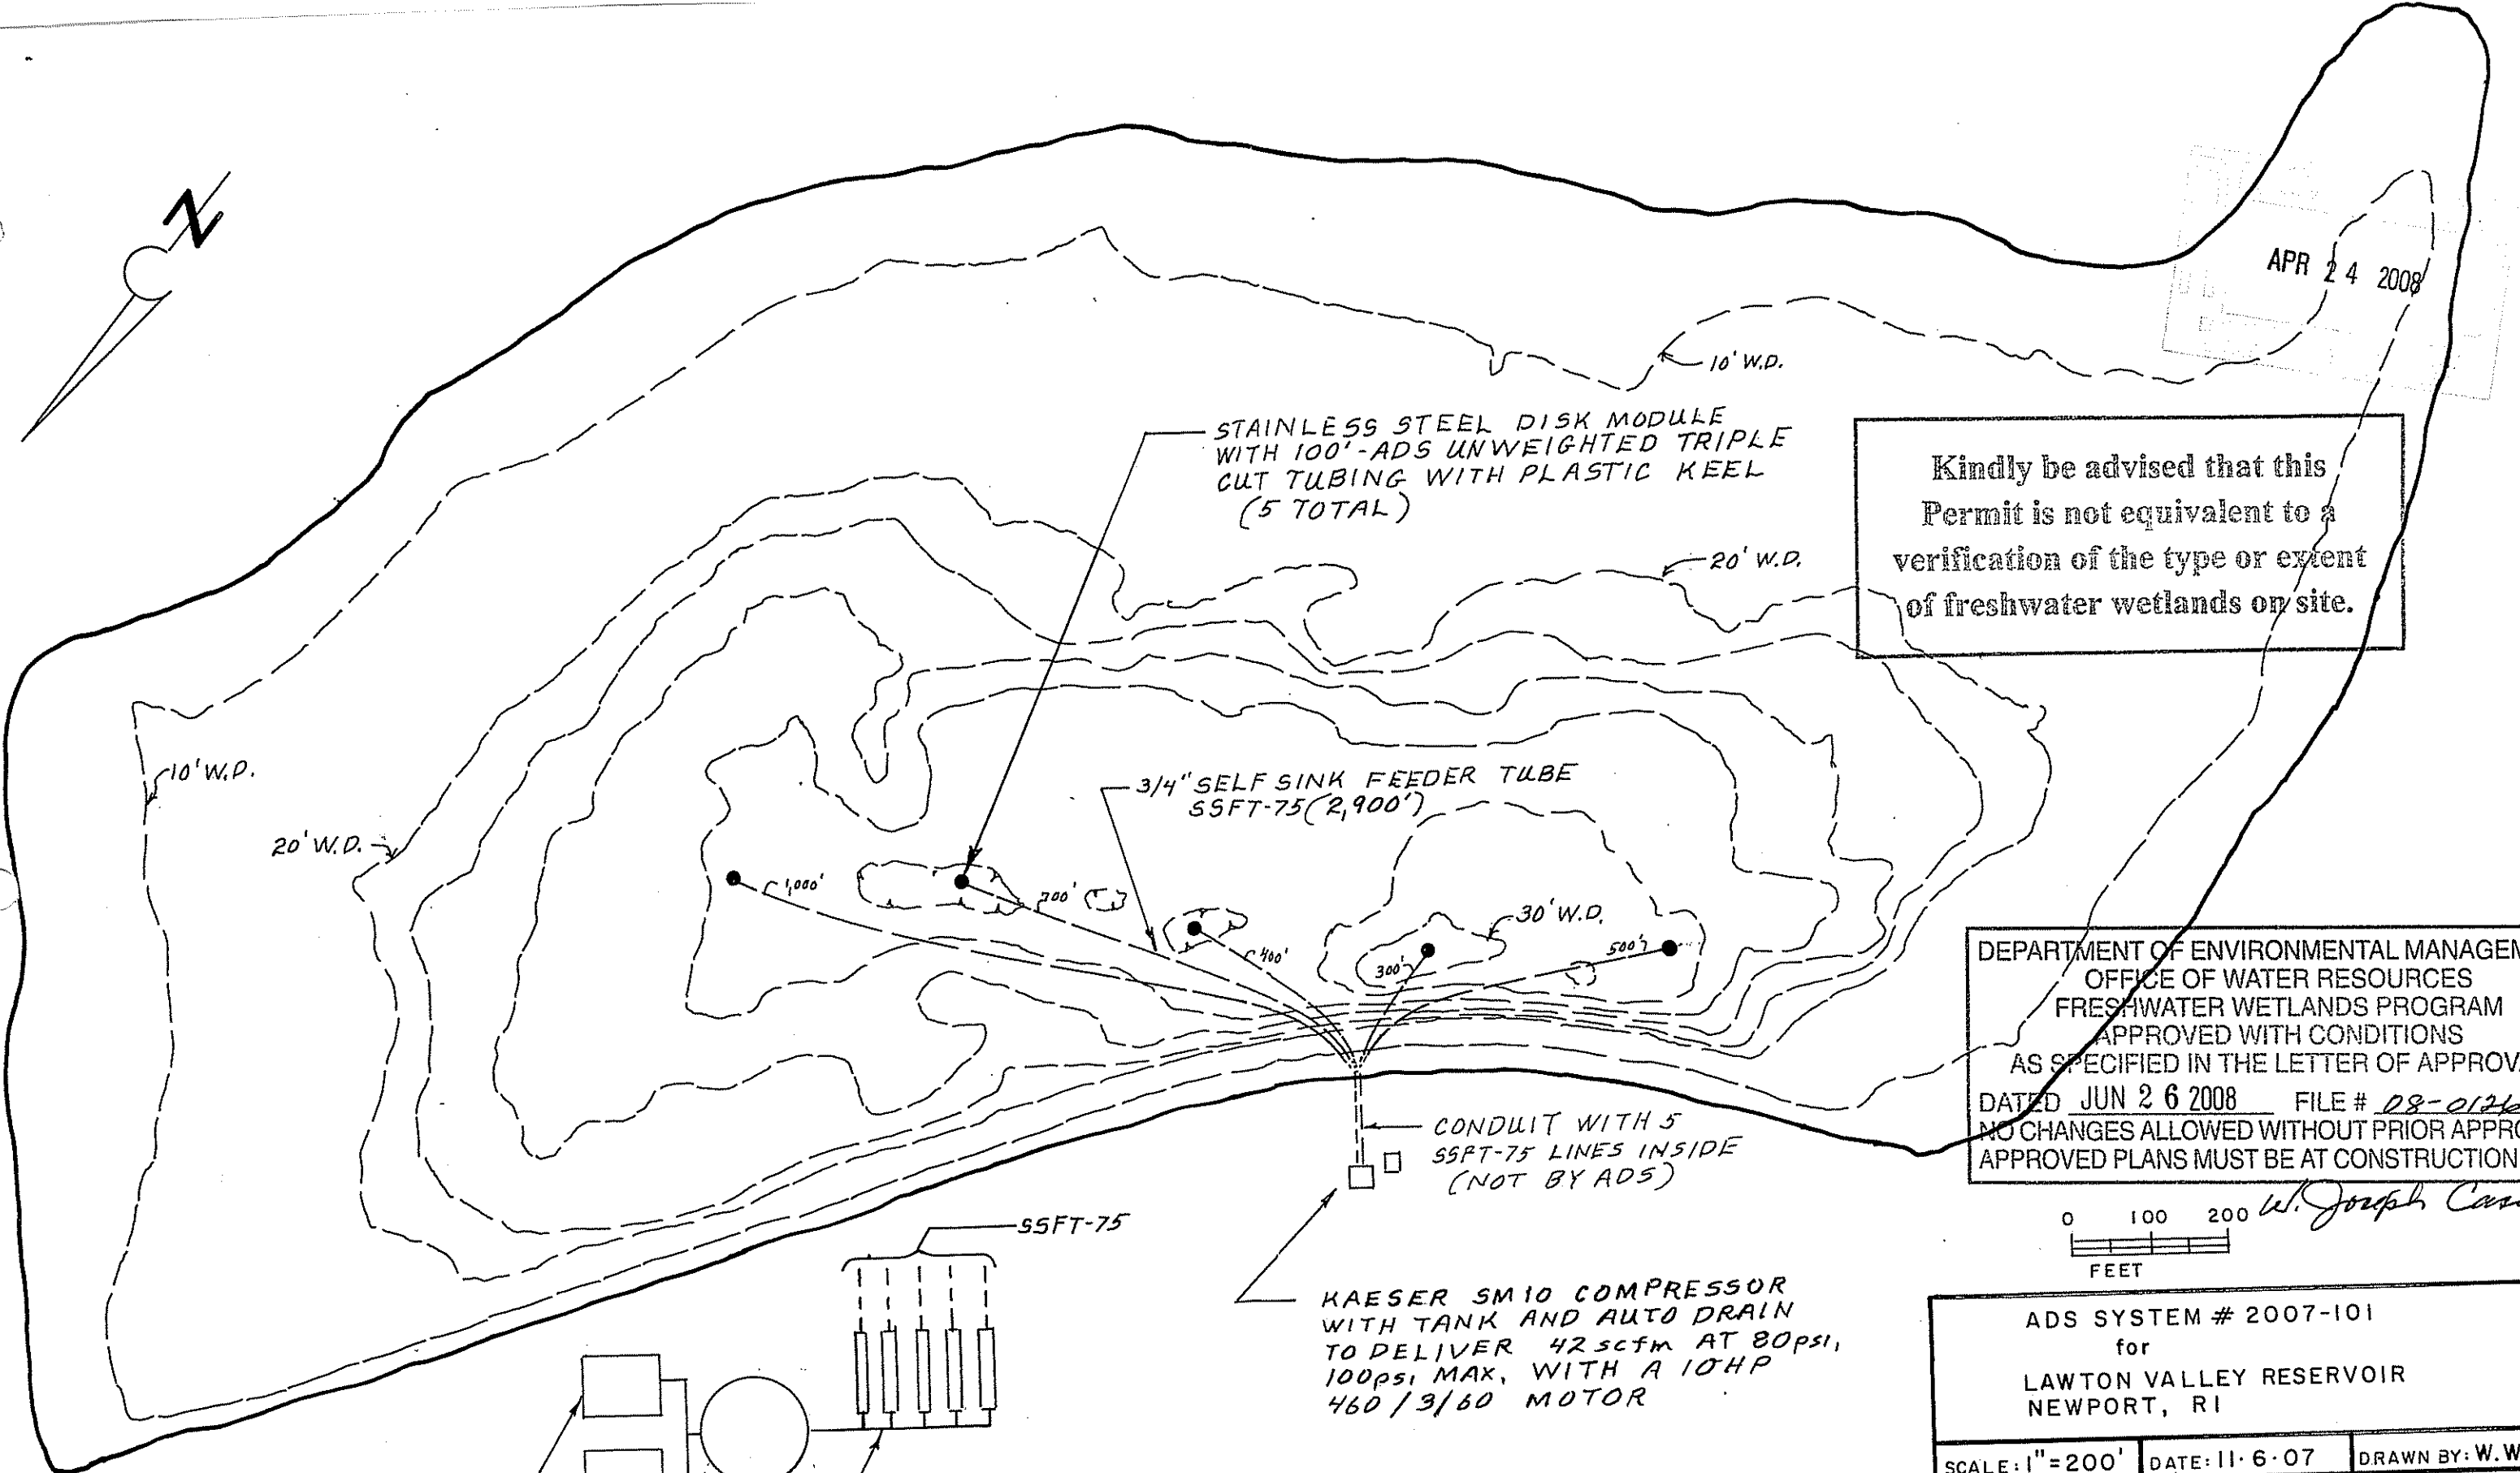 N
APR 24 2008
10' W.D.
STAINLESS STEEL DISK MODULE
WITH 100'-ADS UNWEIGHTED TRIPLE
CUT TUBING WITH PLASTIC KEEL
(5 TOTAL)
Kindly be advised that this
Permit is not equivalent to a
verification of the type or extent
of freshwater wetlands on site.
20' W.D.
10' W.D.
3/4" SELF SINK FEEDER TUBE
SSFT-75 (2,900')
20' W.D.
1,000'
700'
400'
30' W.D.
300'
500'
DEPARTMENT OF ENVIRONMENTAL MANAGEM
OFFICE OF WATER RESOURCES
FRESHWATER WETLANDS PROGRAM
APPROVED WITH CONDITIONS
AS SPECIFIED IN THE LETTER OF APPROV
DATED JUN 26 2008 FILE # 08-0126
NO CHANGES ALLOWED WITHOUT PRIOR APPRO
APPROVED PLANS MUST BE AT CONSTRUCTION
CONDUIT WITH 5
SSFT-75 LINES INSIDE
(NOT BY ADS)
W. Joseph
0 100 200
FEET
SSFT-75
KAESER SM10 COMPRESSOR
WITH TANK AND AUTO DRAIN
TO DELIVER 42 scfm AT 80psi,
100psi MAX, WITH A 10HP
460/3/60 MOTOR
ADS SYSTEM # 2007-101
for
LAWTON VALLEY RESERVOIR
NEWPORT, RI
SCALE: 1"=200' DATE: 11·6·07 DRAWN BY: W.W